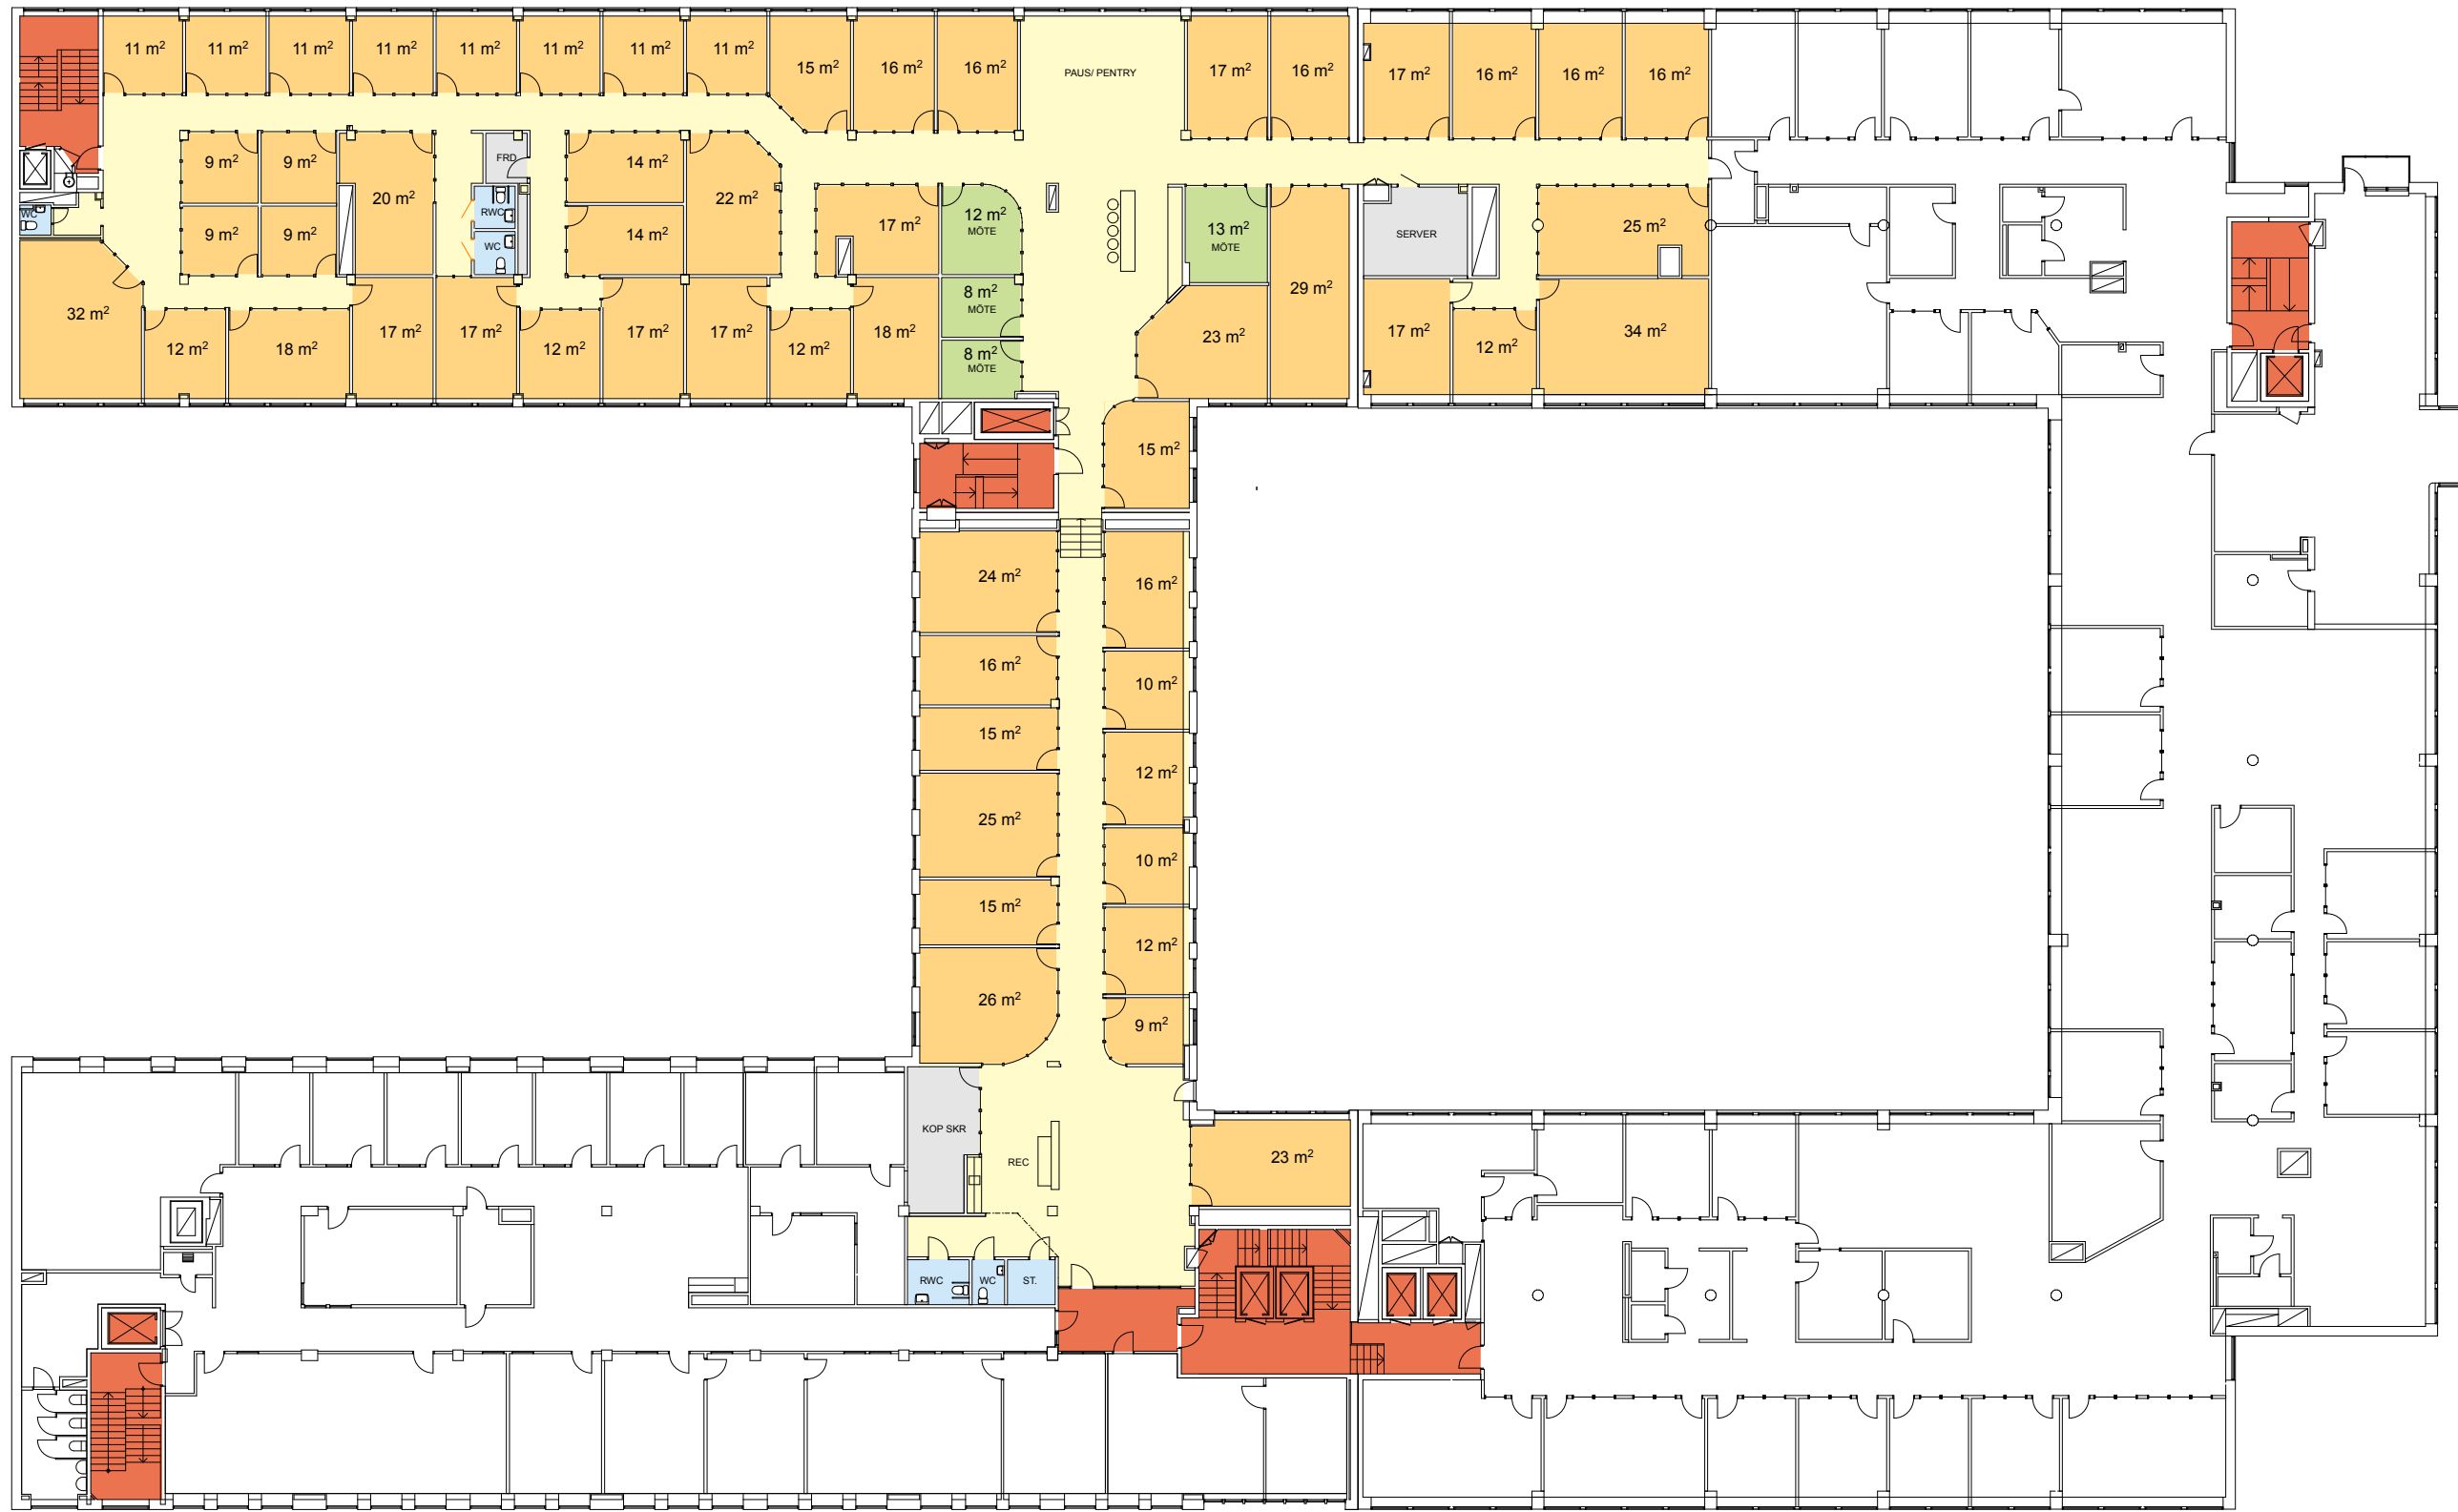 11 m²
11 m²
11 m²
11 m²
11 m²
11 m²
11 m²
11 m²
15 m²
16 m²
16 m²
PAUS/ PENTRY
17 m²
16 m²
17 m²
16 m²
16 m²
16 m²
9 m²
9 m²
20 m²
FRD
14 m²
22 m²
RWC
WC
9 m²
9 m²
WC
14 m²
17 m²
12 m²
MÖTE
13 m²
MÖTE
SERVER
25 m²
32 m²
12 m²
18 m²
17 m²
17 m²
12 m²
17 m²
17 m²
12 m²
18 m²
8 m²
MÖTE
8 m²
MÖTE
29 m²
23 m²
17 m²
12 m²
34 m²
15 m²
24 m²
16 m²
16 m²
10 m²
15 m²
12 m²
25 m²
10 m²
15 m²
12 m²
26 m²
9 m²
KOP SKR
REC
23 m²
RWC
WC
ST.